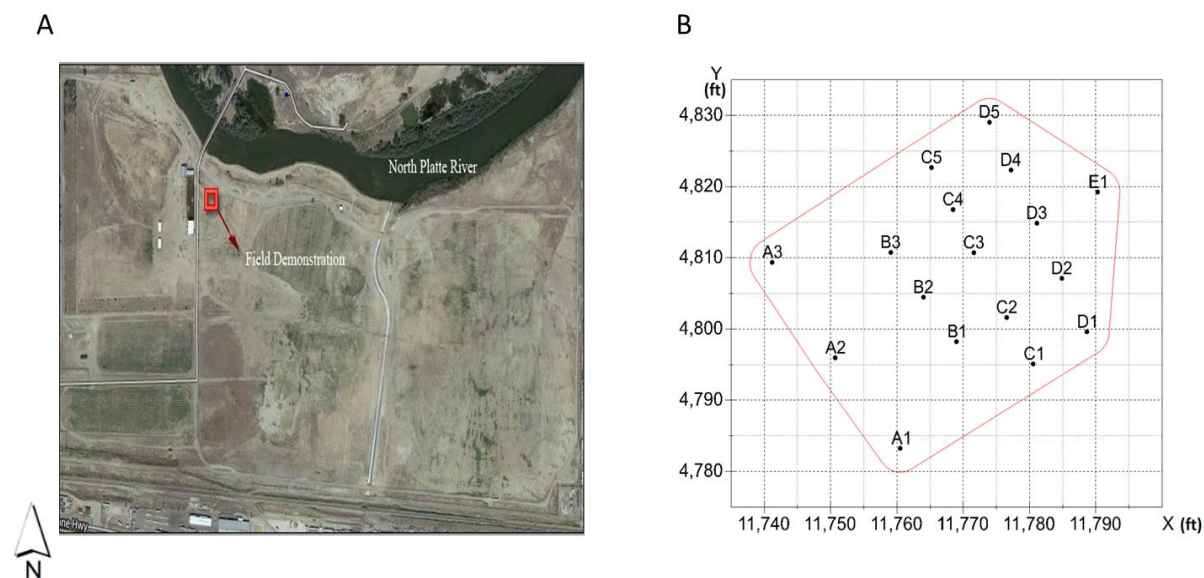 A
B
North Platte River
Field Demonstration
ne Hwy
N
Y
(ft)
4,830
4,820
4,810
4,800
4,790
4,780
D5
C5
D4
E1
C4
D3
A3
B3
C3
D2
B2
C2
D1
B1
A2
C1
A1
11,740 11,750 11,760 11,770 11,780 11,790 X (ft)